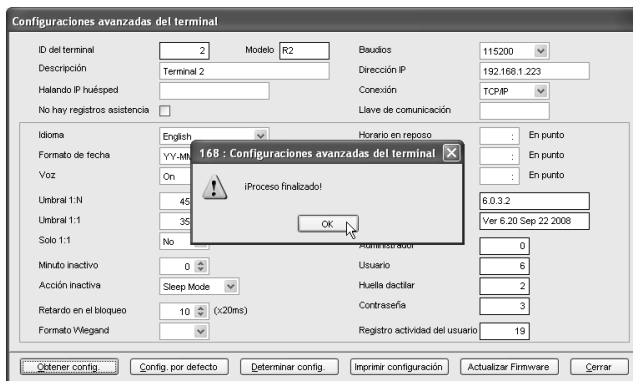 Configuraciones avanzadas del terminal
ID del terminal 2 Modelo R2 Baudios 115200
Descripción Terminal 2 Dirección IP 192.168.1.223
Halando IP huésped Conexión TCP/IP
No hay registros asistencia Llave de comunicación
Idioma English Horario en reposo : En punto
Formato de fecha YY-MM : En punto
Voz On : En punto
168 : Configuraciones avanzadas del terminal
¡Proceso finalizado!
OK
Umbral 1:N 45 6.0.3.2
Umbral 1:1 35 Ver 6.20 Sep 22 2008
Solo 1:1 No Administrador 0
Minuto inactivo 0 Usuario 6
Acción inactiva Sleep Mode Huella dactilar 2
Retardo en el bloqueo 10 (x20ms) Contraseña 3
Formato Wiegand Registro actividad del usuario 19
Obtener config. Config. por defecto Determinar config. Imprimir configuración Actualizar Firmware Cerrar